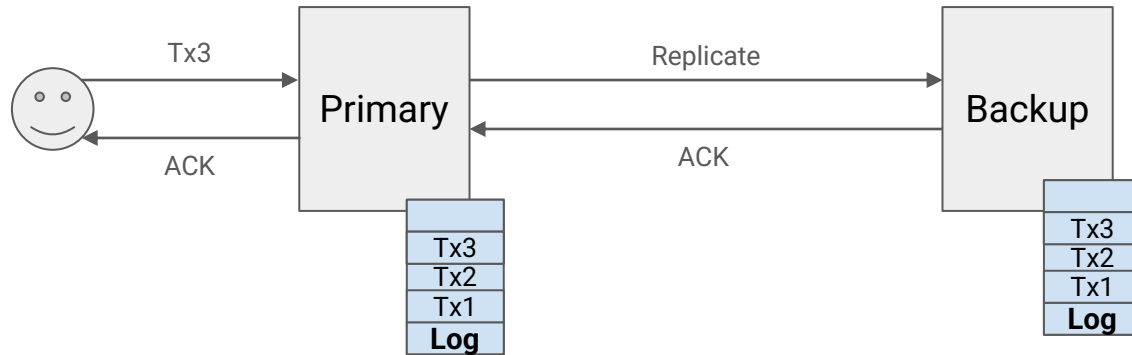 Tx3
Replicate
Primary
Backup
ACK
ACK
Tx3
Tx2
Tx1
Log
Tx3
Tx2
Tx1
Log